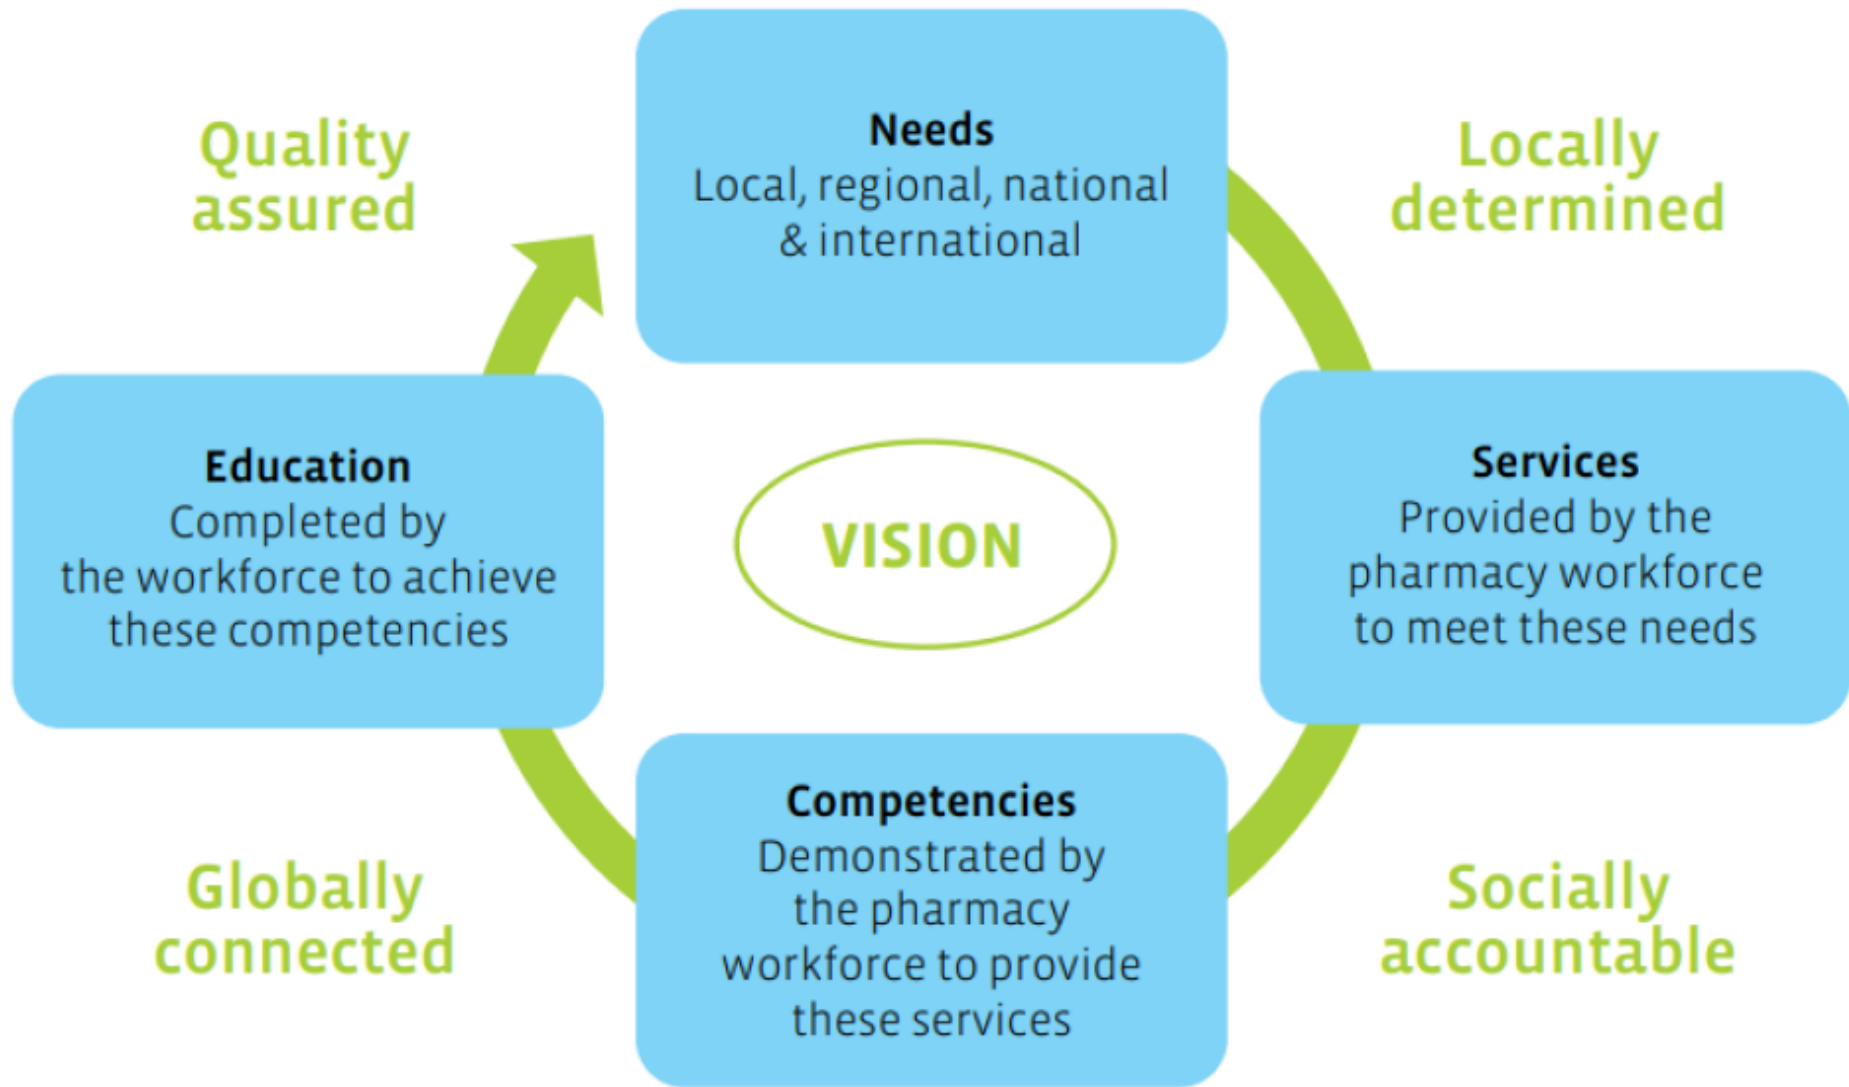 Quality
assured
Needs
Local, regional, national
& international
Locally
determined
Education
Completed by
the workforce to achieve
these competencies
VISION
Services
Provided by the
pharmacy workforce
to meet these needs
Globally
connected
Competencies
Demonstrated by
the pharmacy
workforce to provide
these services
Socially
accountable